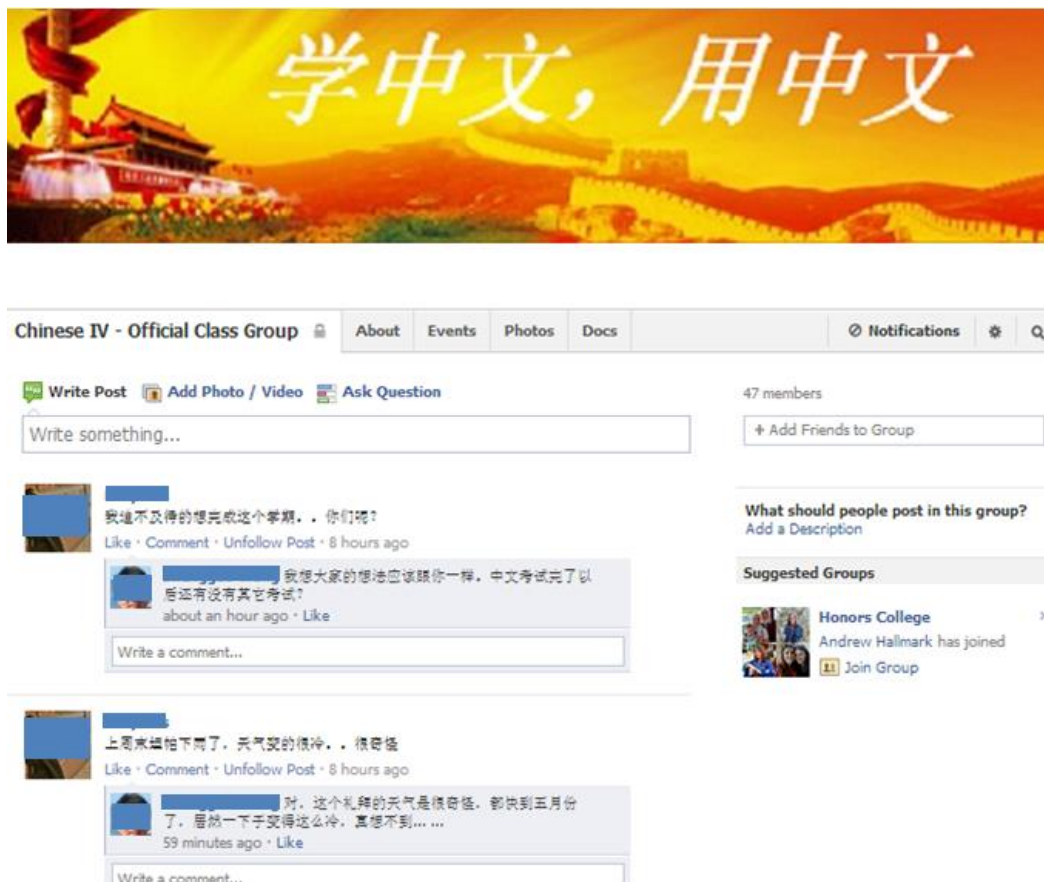 学中文，用中文
Chinese IV - Official Class Group
About
Events
Photos
Docs
Notifications
Write Post
Add Photo / Video
Ask Question
Write something...
47 members
+ Add Friends to Group
我迫不及得的想完成这个学期. . 你们呢?
Like · Comment · Unfollow Post · 8 hours ago
我想大家的想法应该跟你一样。中文考试完了以
后还有没有其它考试?
about an hour ago · Like
Write a comment...
What should people post in this group?
Add a Description
Suggested Groups
Honors College
Andrew Hallmark has joined
Join Group
上周末坦帕下雨了，天气变的很冷. . 很奇怪
Like · Comment · Unfollow Post · 8 hours ago
对，这个礼拜的天气是很奇怪，都快到五月份
了，居然一下子变得这么冷，真想不到... ...
59 minutes ago · Like
Write a comment...